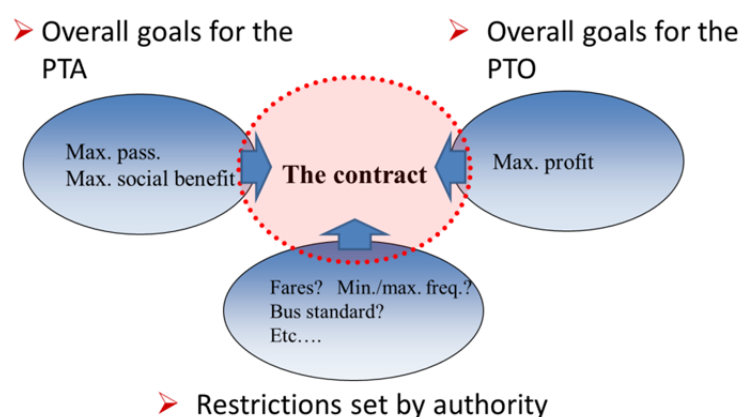 ➢ Overall goals for the
PTA
➢ Overall goals for the
PTO
Max. pass.
Max. social benefit
The contract
Max. profit
Fares? Min./max. freq.?
Bus standard?
Etc….
➢ Restrictions set by authority